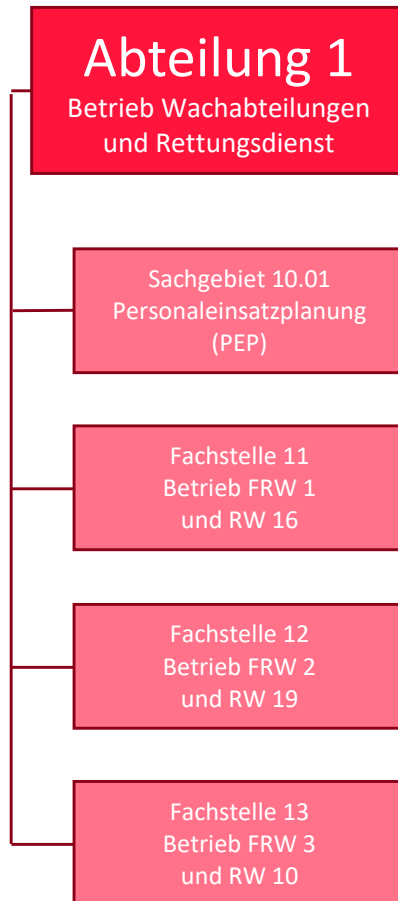 Abteilung 1
Betrieb Wachabteilungen
und Rettungsdienst
Sachgebiet 10.01
Personaleinsatzplanung
(PEP)
Fachstelle 11
Betrieb FRW 1
und RW 16
Fachstelle 12
Betrieb FRW 2
und RW 19
Fachstelle 13
Betrieb FRW 3
und RW 10